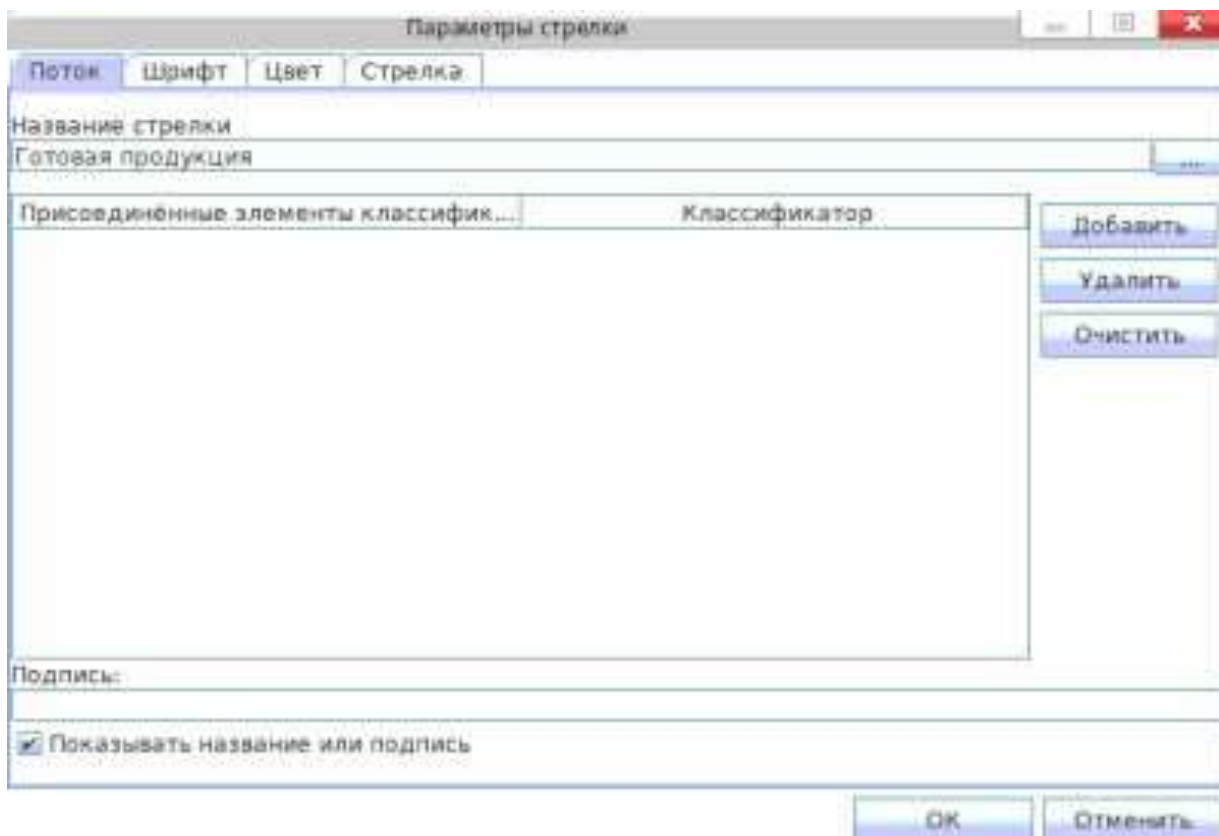 Параметры стрелки
Поток Шрифт Цвет Стрелка
Название стрелки
Готовая продукция
...
Присоединённые элементы классифик... Классификатор
Добавить
Удалить
Очистить
Подпись:
Показывать название или подпись
OK Отменить